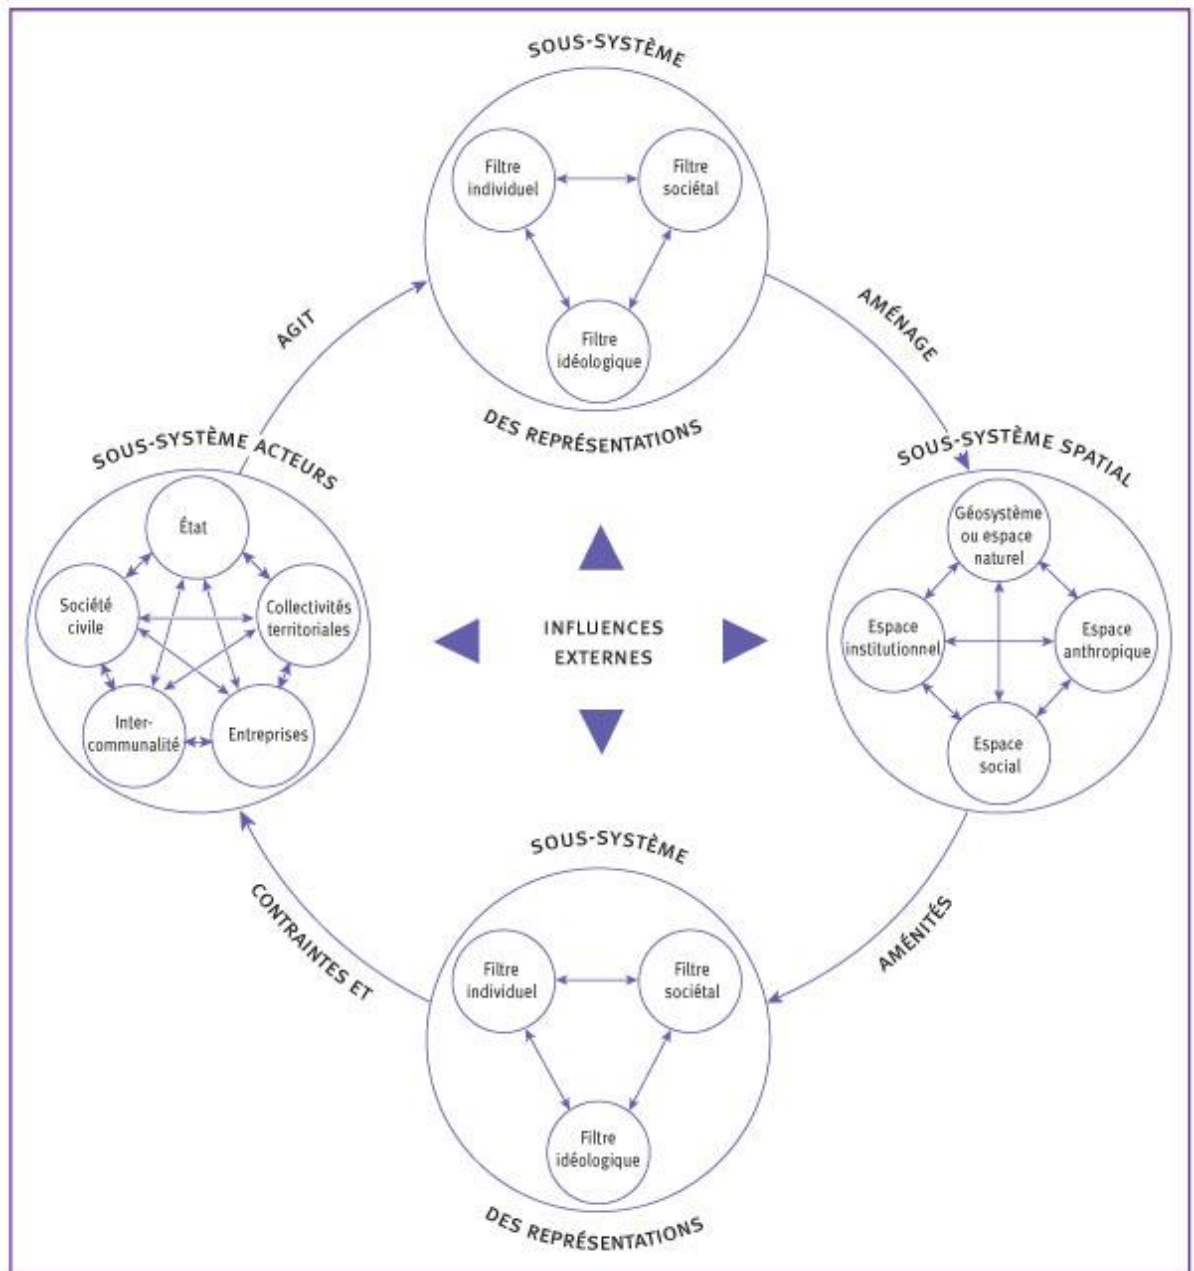 SOUS-SYSTÈME
Filtre
individuel
Filtre
sociétal
Filtre
idéologique
DES REPRÉSENTATIONS
AGIT
AMÉNAGE
SOUS-SYSTÈME ACTEURS
État
Société
civile
Collectivités
territoriales
Inter-
communalité
Entreprises
INFLUENCES
EXTERNES
SOUS-SYSTÈME SPATIAL
Géosystème
ou espace
naturel
Espace
institutionnel
Espace
anthropique
Espace
social
CONTRAINTES ET
AMÉNITÉS
SOUS-SYSTÈME
Filtre
individuel
Filtre
sociétal
Filtre
idéologique
DES REPRÉSENTATIONS